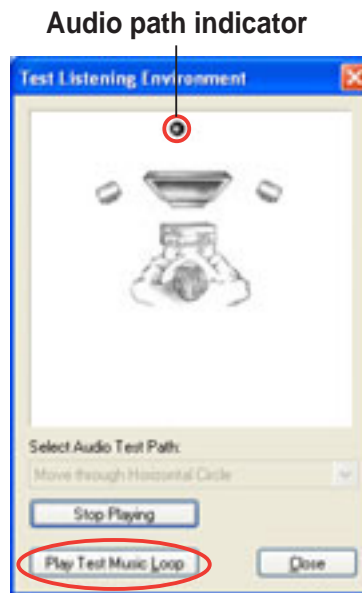 Audio path indicator
Test Listening Environment
Select Audio Test Path:
Move through Horizontal Circle
Stop Playing
Play Test Music Loop
Close